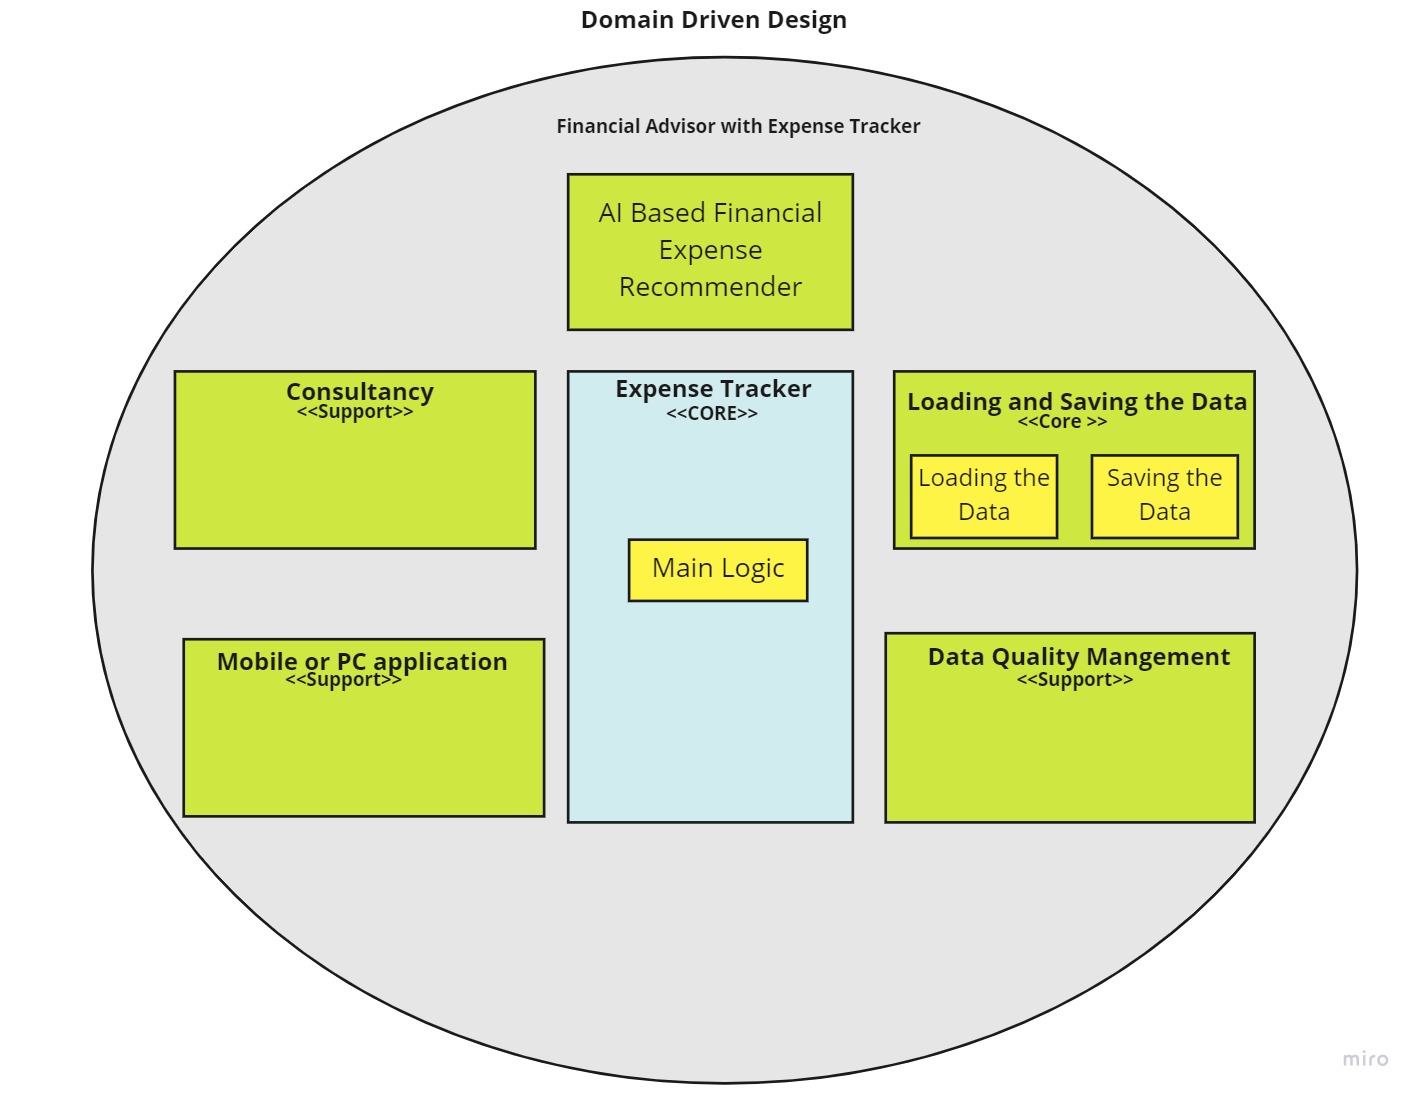 Domain Driven Design
Financial Advisor with Expense Tracker
AI Based Financial
Expense
Recommender
Consultancy
<<Support>>
Expense Tracker
<<CORE>>
Main Logic
Loading and Saving the Data
<<Core >>
Loading the
Data
Saving the
Data
Mobile or PC application
<<Support>>
Data Quality Mangement
<<Support>>
miro